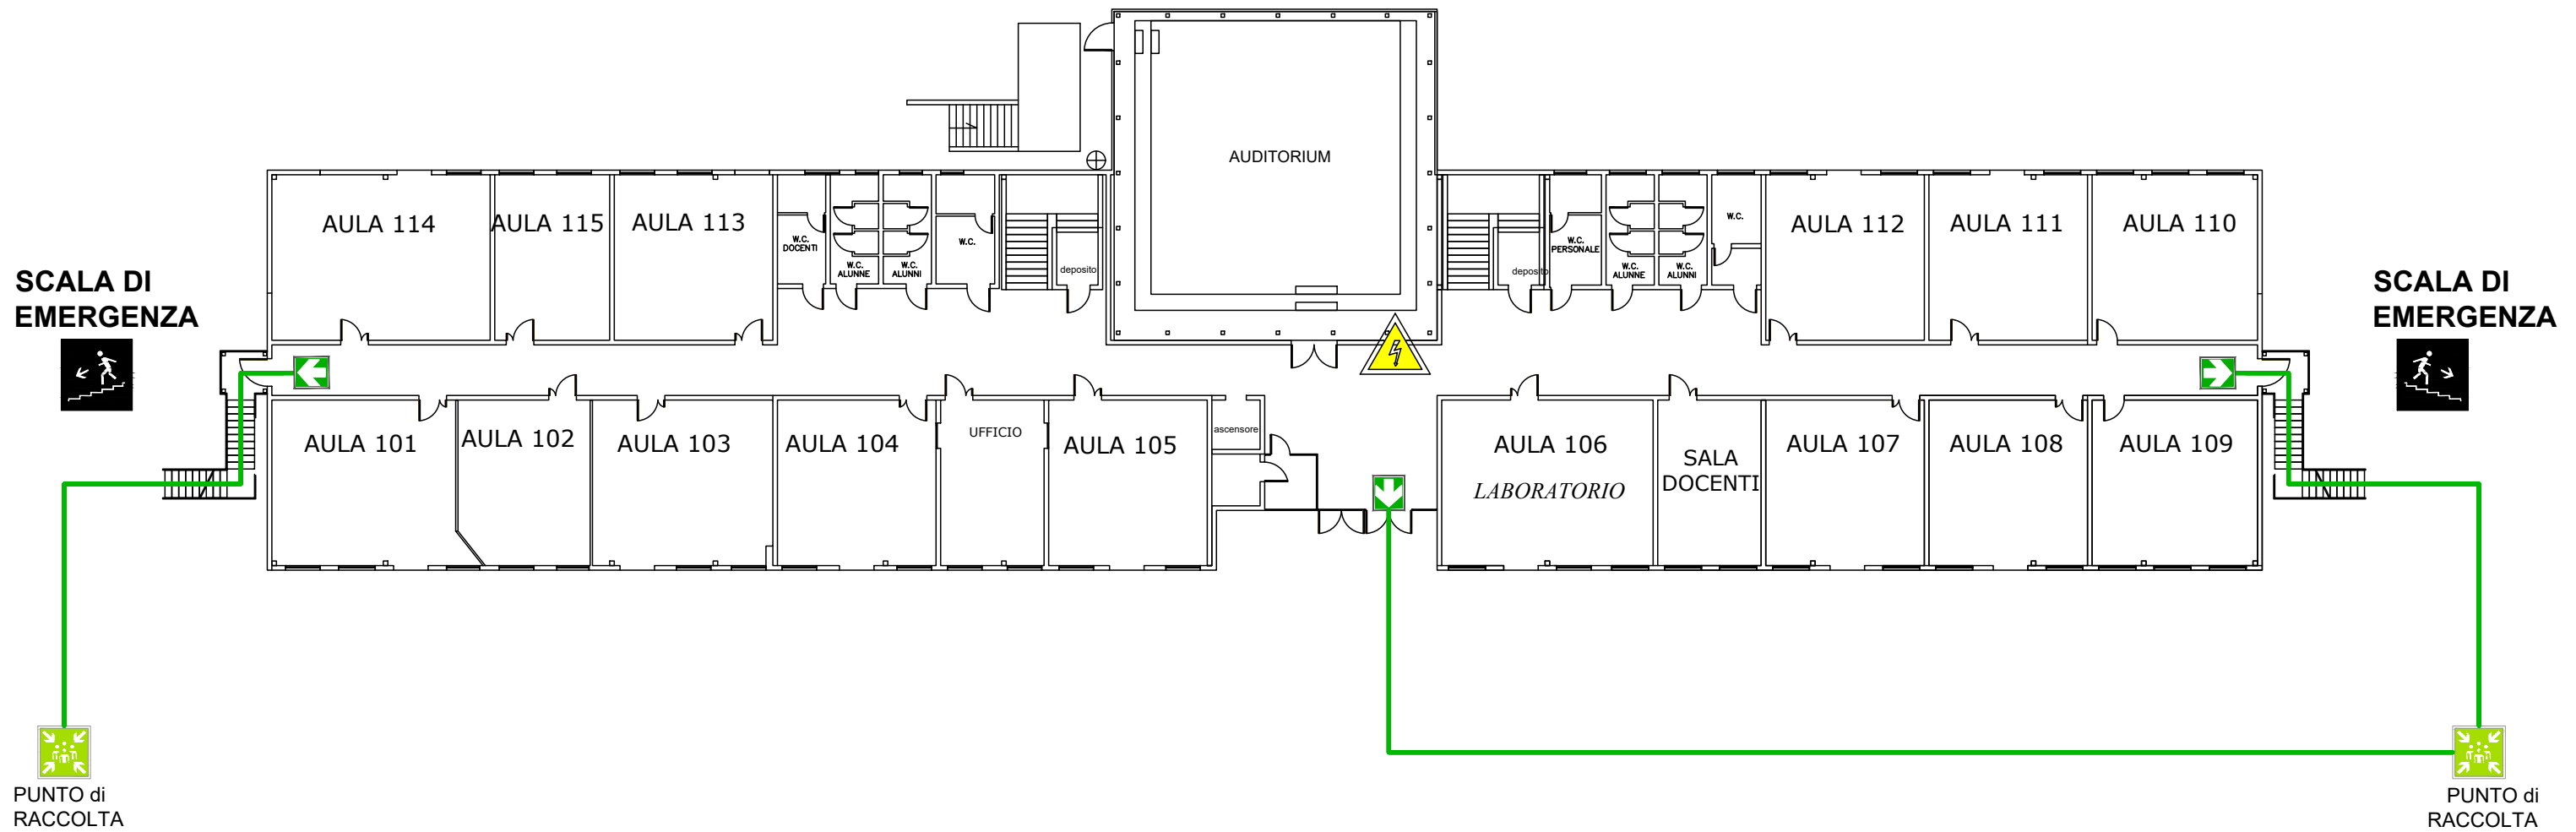 AUDITORIUM
AULA 114
AULA 115
AULA 113
W.C.
DOCENTI
W.C.
ALUNNE
W.C.
ALUNNI
W.C.
deposito
deposito
W.C.
PERSONALE
W.C.
ALUNNE
W.C.
ALUNNI
W.C.
AULA 112
AULA 111
AULA 110
SCALA DI
EMERGENZA
SCALA DI
EMERGENZA
AULA 101
AULA 102
AULA 103
AULA 104
UFFICIO
AULA 105
ascensore
AULA 106
LABORATORIO
SALA
DOCENTI
AULA 107
AULA 108
AULA 109
PUNTO di
RACCOLTA
PUNTO di
RACCOLTA